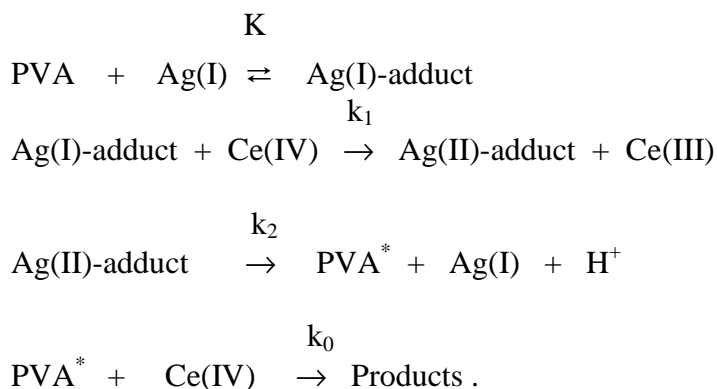 K
PVA + Ag(I) ⇌ Ag(I)-adduct
k₁
Ag(I)-adduct + Ce(IV) → Ag(II)-adduct + Ce(III)
k₂
Ag(II)-adduct → PVA* + Ag(I) + H⁺
k₀
PVA* + Ce(IV) → Products .